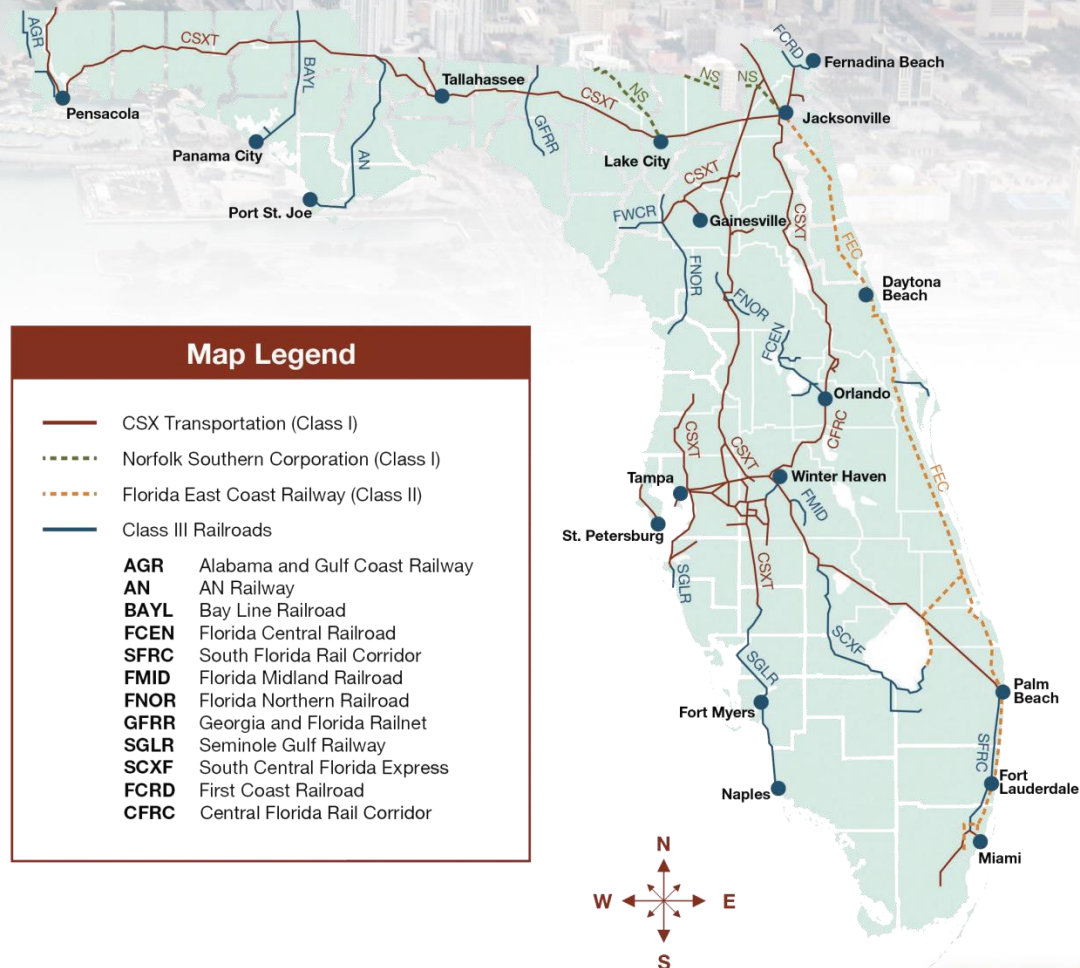 AGR
CSXT
BAYL
Pensacola
Panama City
AN
Port St. Joe
Tallahassee
GFRR
CSXT
NS
NS
NS
Lake City
FCRD
Fernadina Beach
Jacksonville
CSXT
FWCR
Gainesville
CSXT
FEC
FNOR
FNOR
Daytona
Beach
FCEN
Orlando
CFRC
CSXT
CSXT
Tampa
Winter Haven
FMID
St. Petersburg
FEC
CSXT
SGLR
SCXF
SGLR
Fort Myers
Palm
Beach
SFRC
Naples
Fort
Lauderdale
Miami
Map Legend
CSX Transportation (Class I)
Norfolk Southern Corporation (Class I)
Florida East Coast Railway (Class II)
Class III Railroads
AGR Alabama and Gulf Coast Railway
AN AN Railway
BAYL Bay Line Railroad
FCEN Florida Central Railroad
SFRC South Florida Rail Corridor
FMID Florida Midland Railroad
FNOR Florida Northern Railroad
GFRR Georgia and Florida Railnet
SGLR Seminole Gulf Railway
SCXF South Central Florida Express
FCRD First Coast Railroad
CFRC Central Florida Rail Corridor
N
W E
S